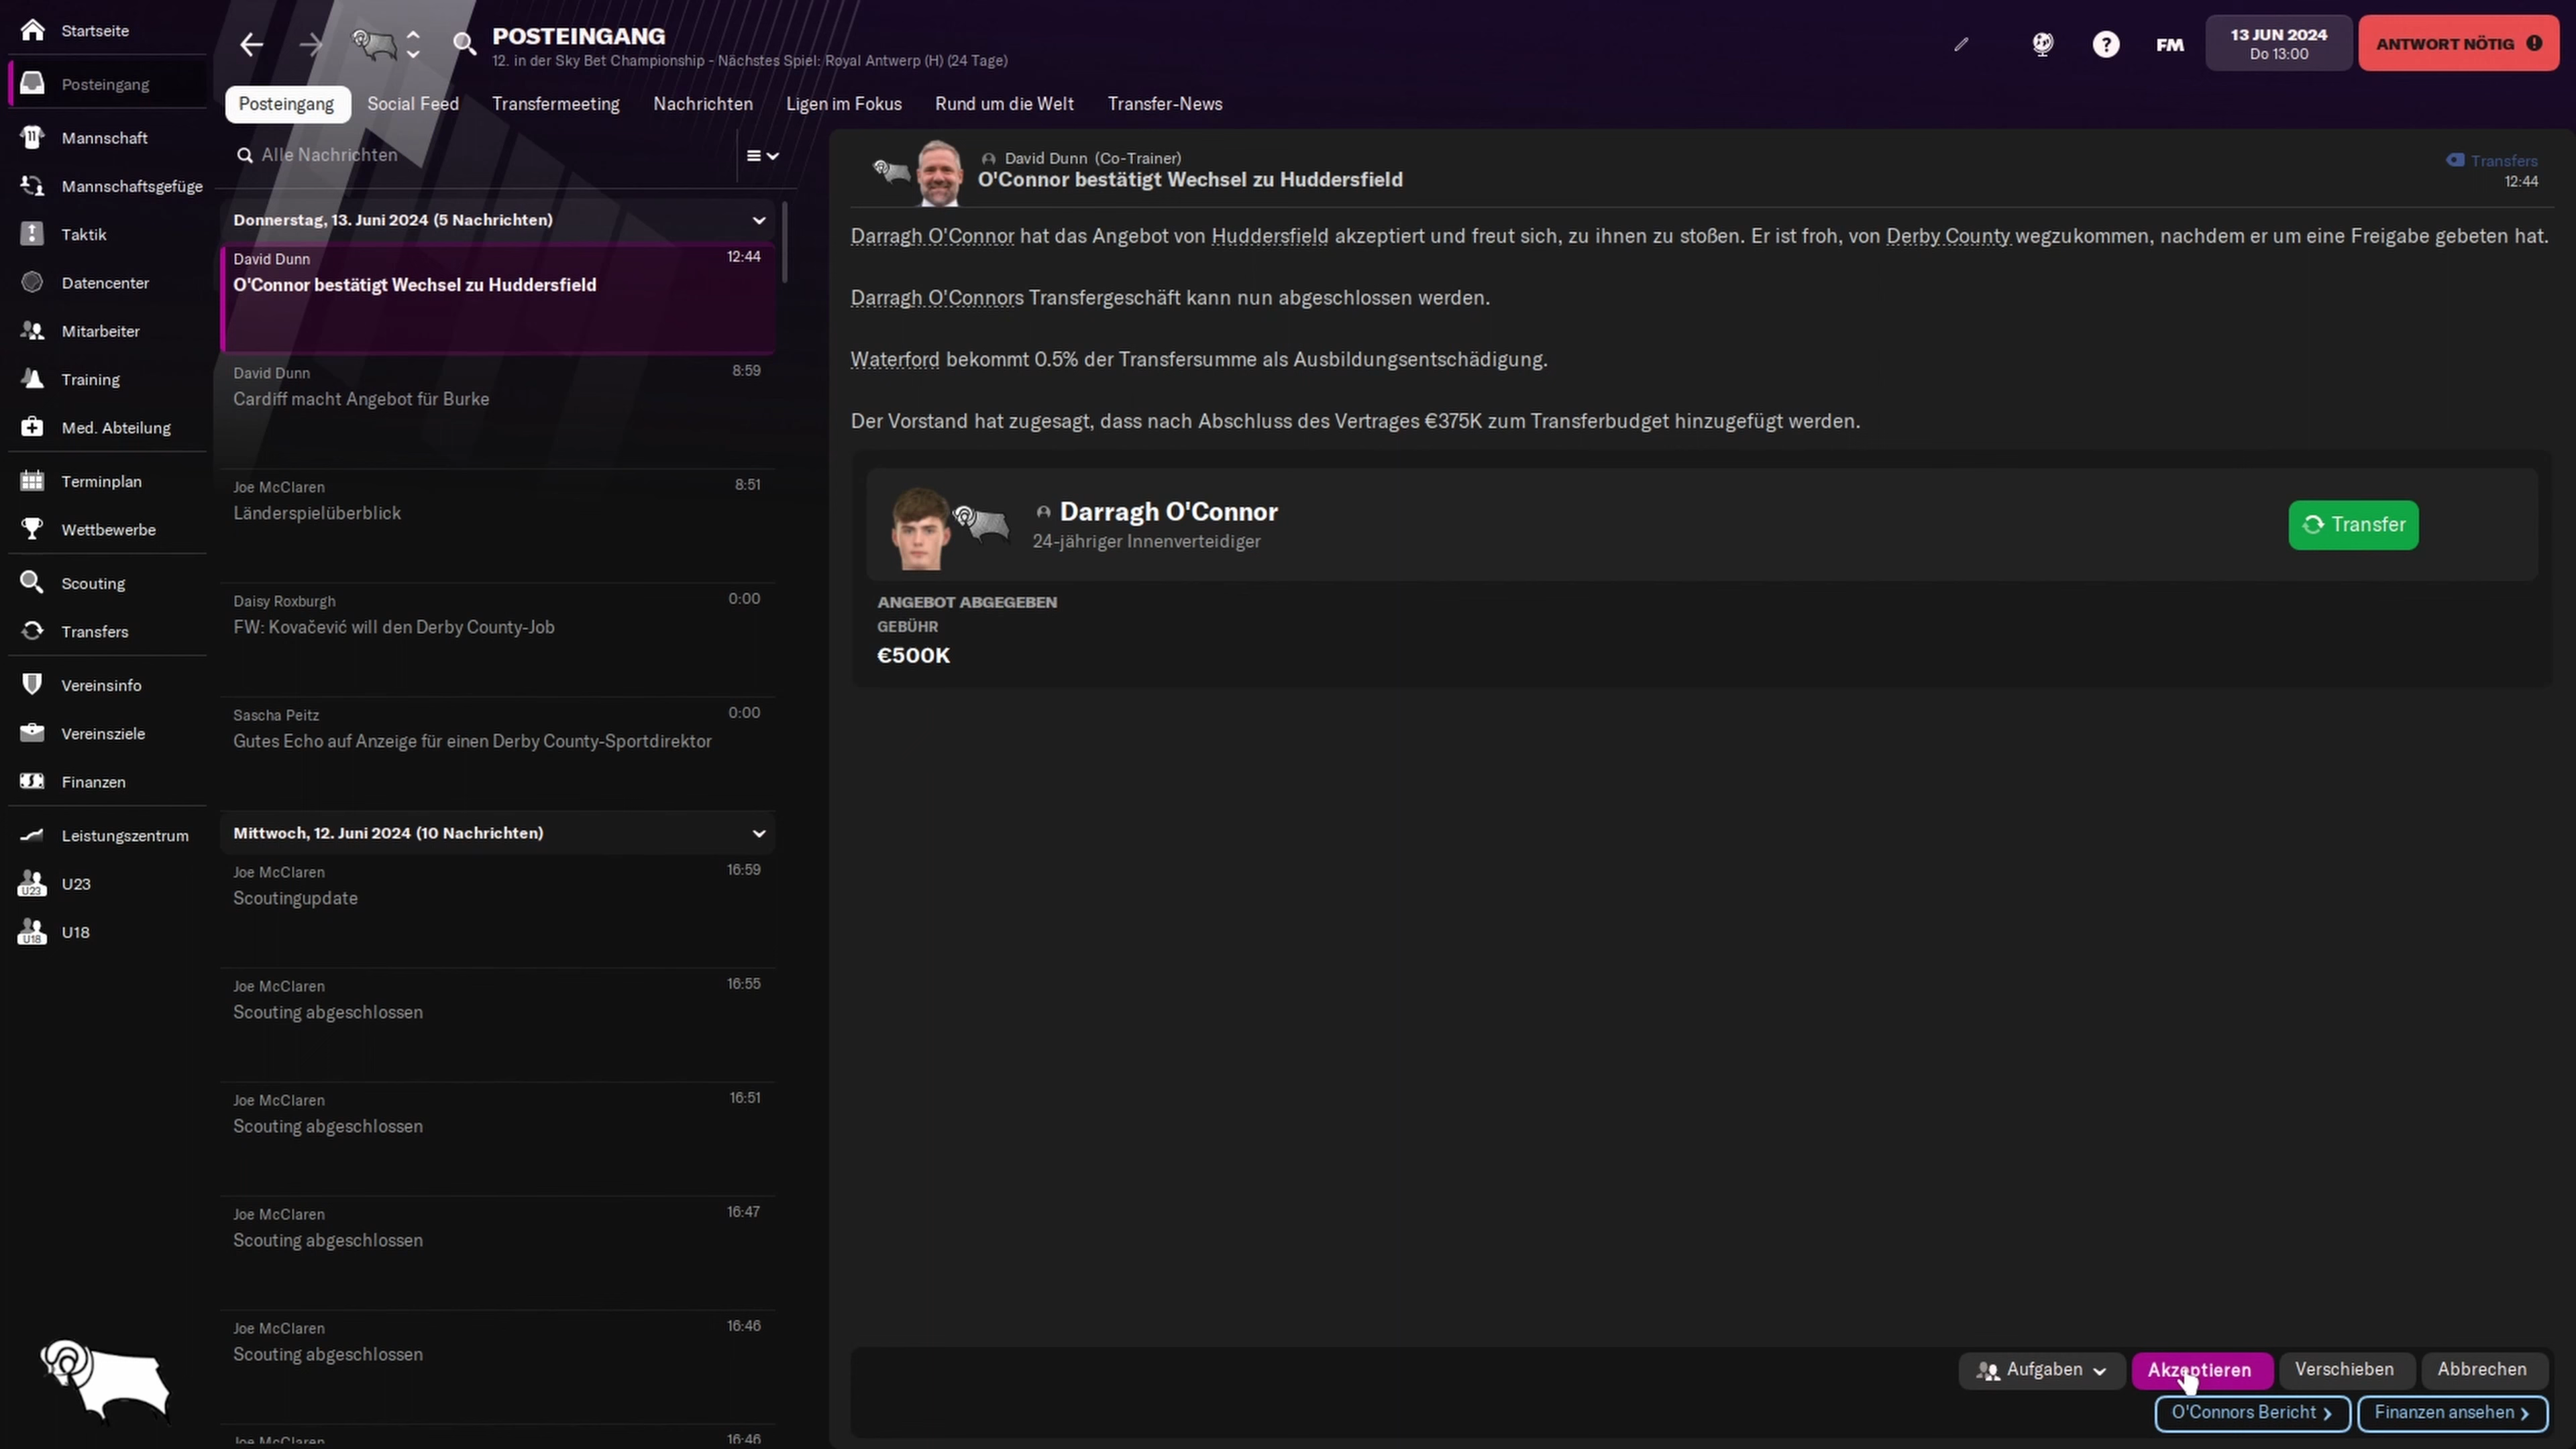 Startseite
Posteingang
Mannschaft
Mannschaftsgefüge
Taktik
Datencenter
Mitarbeiter
Training
Med. Abteilung
Terminplan
Wettbewerbe
Scouting
Transfers
Vereinsinfo
Vereinsziele
Finanzen
Leistungszentrum
U23
U23
U18
U18
POSTEINGANG
12. in der Sky Bet Championship - Nächstes Spiel: Royal Antwerp (H) (24 Tage)
FM
13 JUN 2024
Do 13:00
ANTWORT NÖTIG
Posteingang Social Feed Transfermeeting Nachrichten Ligen im Fokus Rund um die Welt Transfer-News
Alle Nachrichten
Donnerstag, 13. Juni 2024 (5 Nachrichten)
David Dunn 12:44
O'Connor bestätigt Wechsel zu Huddersfield
David Dunn 8:59
Cardiff macht Angebot für Burke
Joe McClaren 8:51
Länderspielüberblick
Daisy Roxburgh 0:00
FW: Kovačević will den Derby County-Job
Sascha Peitz 0:00
Gutes Echo auf Anzeige für einen Derby County-Sportdirektor
Mittwoch, 12. Juni 2024 (10 Nachrichten)
Joe McClaren 16:59
Scoutingupdate
Joe McClaren 16:55
Scouting abgeschlossen
Joe McClaren 16:51
Scouting abgeschlossen
Joe McClaren 16:47
Scouting abgeschlossen
Joe McClaren 16:46
Scouting abgeschlossen
Joe McClaren 16:46
David Dunn (Co-Trainer)
O'Connor bestätigt Wechsel zu Huddersfield
Transfers
12:44
Darragh O'Connor hat das Angebot von Huddersfield akzeptiert und freut sich, zu ihnen zu stoßen. Er ist froh, von Derby County wegzukommen, nachdem er um eine Freigabe gebeten hat.
Darragh O'Connors Transfergeschäft kann nun abgeschlossen werden.
Waterford bekommt 0.5% der Transfersumme als Ausbildungsentschädigung.
Der Vorstand hat zugesagt, dass nach Abschluss des Vertrages €375K zum Transferbudget hinzugefügt werden.
Darragh O'Connor
24-jähriger Innenverteidiger
Transfer
ANGEBOT ABGEGEBEN
GEBÜHR
€500K
Aufgaben Akzeptieren Verschieben Abbrechen
O'Connors Bericht Finanzen ansehen